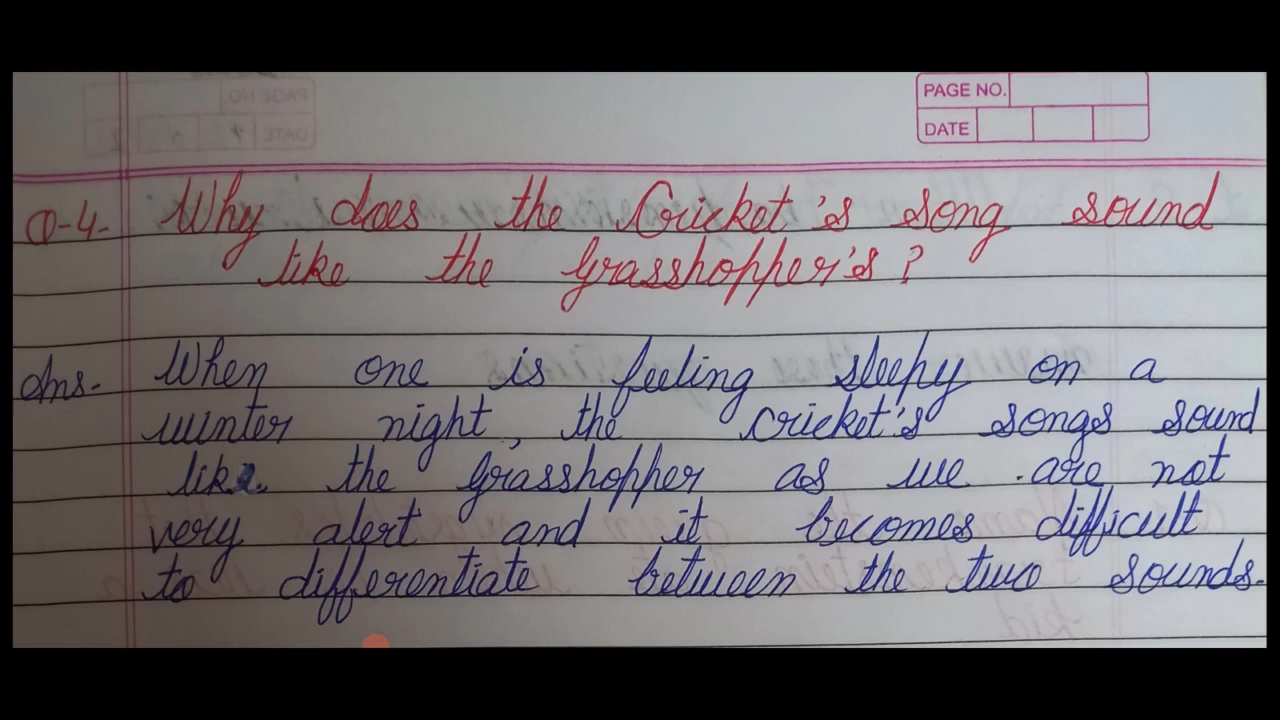 PAGE NO.
DATE
Q-4- Why does the Cricket's song sound
like the Grasshopper's?
Ans- When one is feeling sleepy on a
winter night, the cricket's songs sound
like the Grasshopper as we are not
very alert and it becomes difficult
to differentiate between the two sounds.